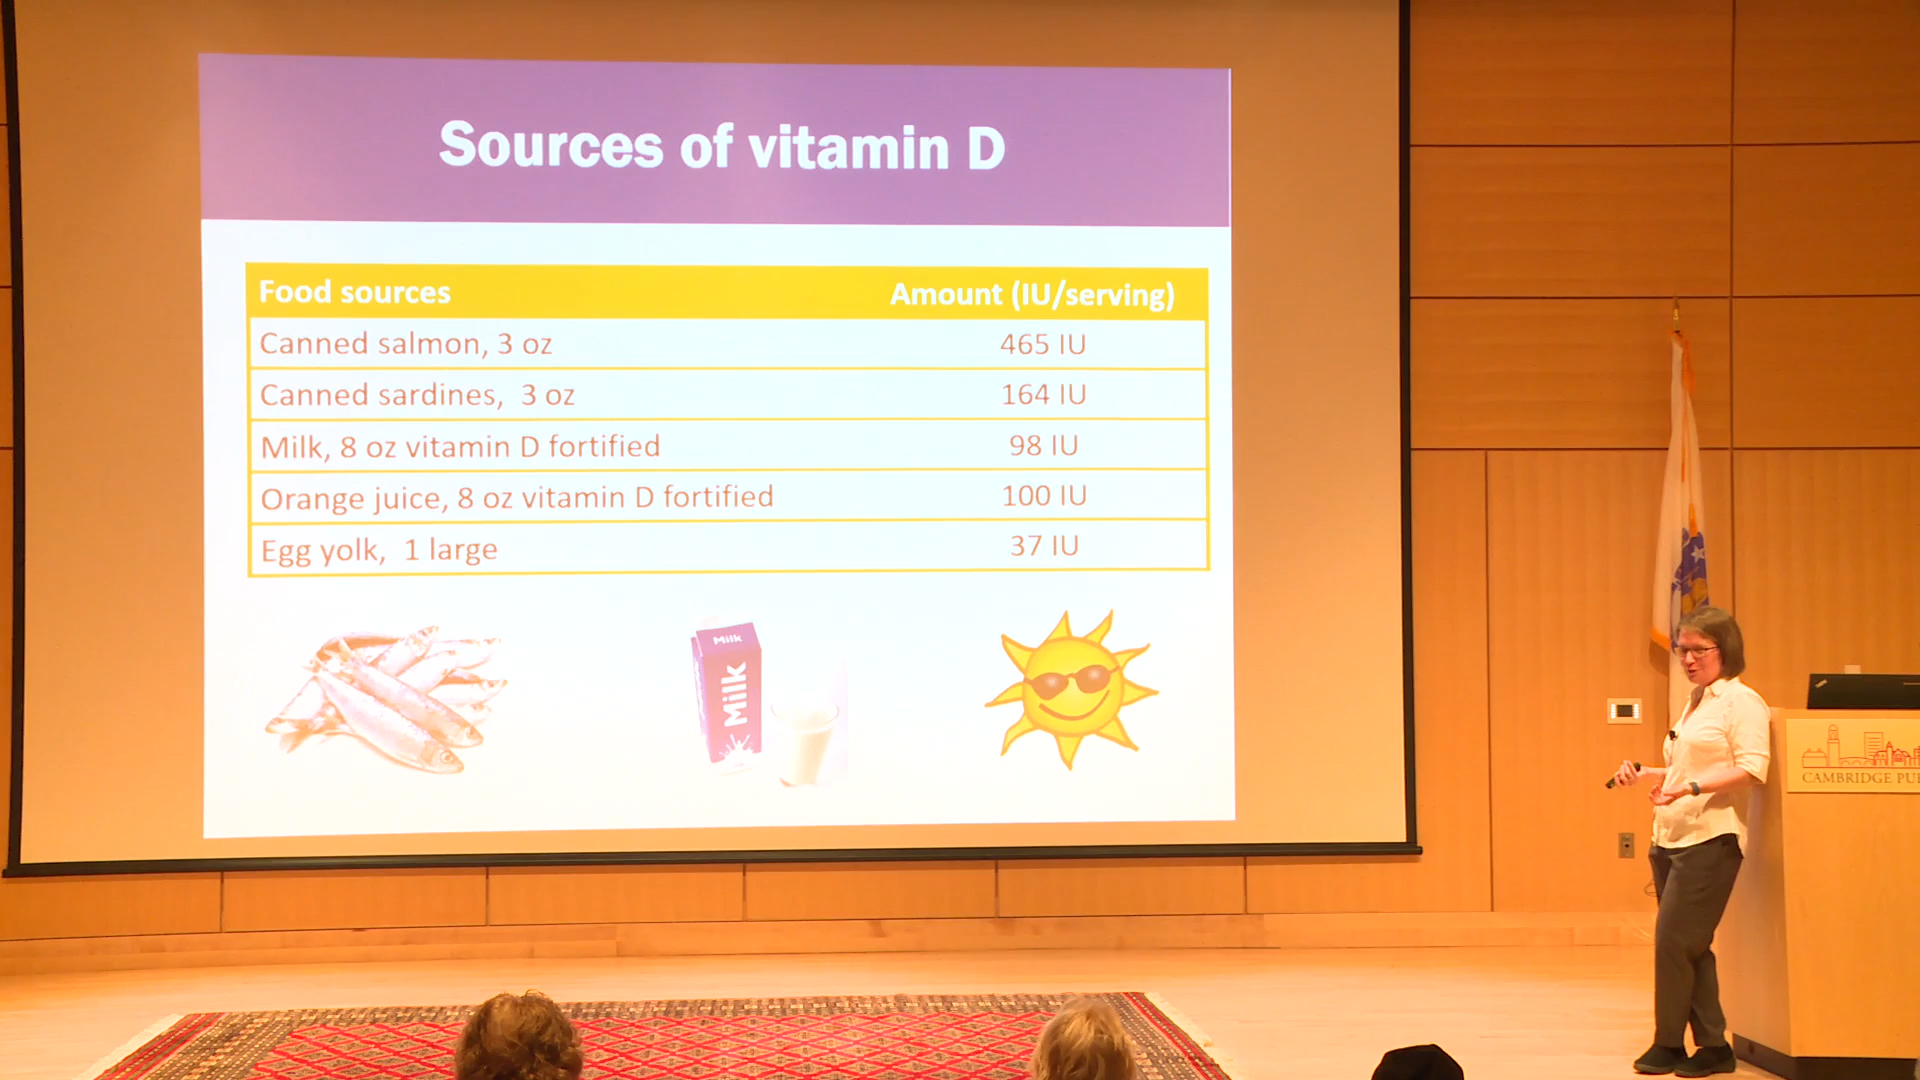 Sources of vitamin D
Food sources Amount (IU/serving)
Canned salmon, 3 oz 465 IU
Canned sardines, 3 oz 164 IU
Milk, 8 oz vitamin D fortified 98 IU
Orange juice, 8 oz vitamin D fortified 100 IU
Egg yolk, 1 large 37 IU
Milk
Milk
CAMBRIDGE PU